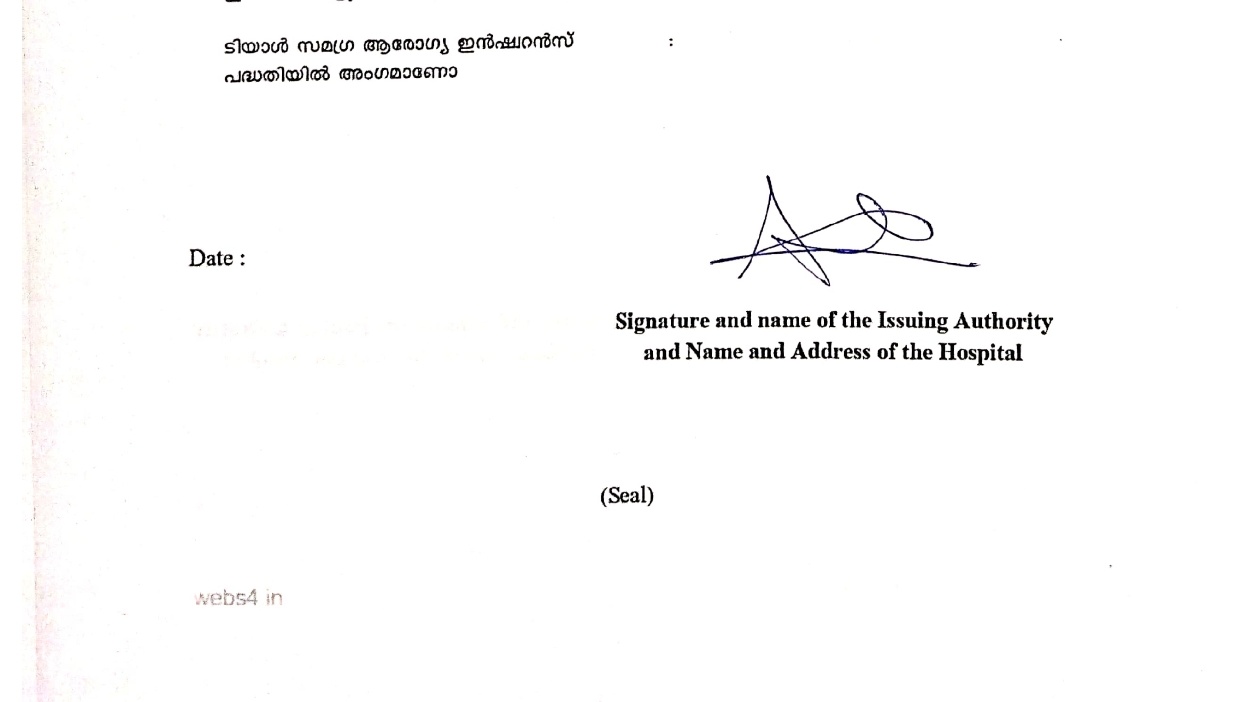 ടിയാൾ സമഗ്ര ആരോഗ്യ ഇൻഷ്വറൻസ് :
പദ്ധതിയിൽ അംഗമാണോ
Date :
Signature and name of the Issuing Authority
and Name and Address of the Hospital
(Seal)
webs4 in